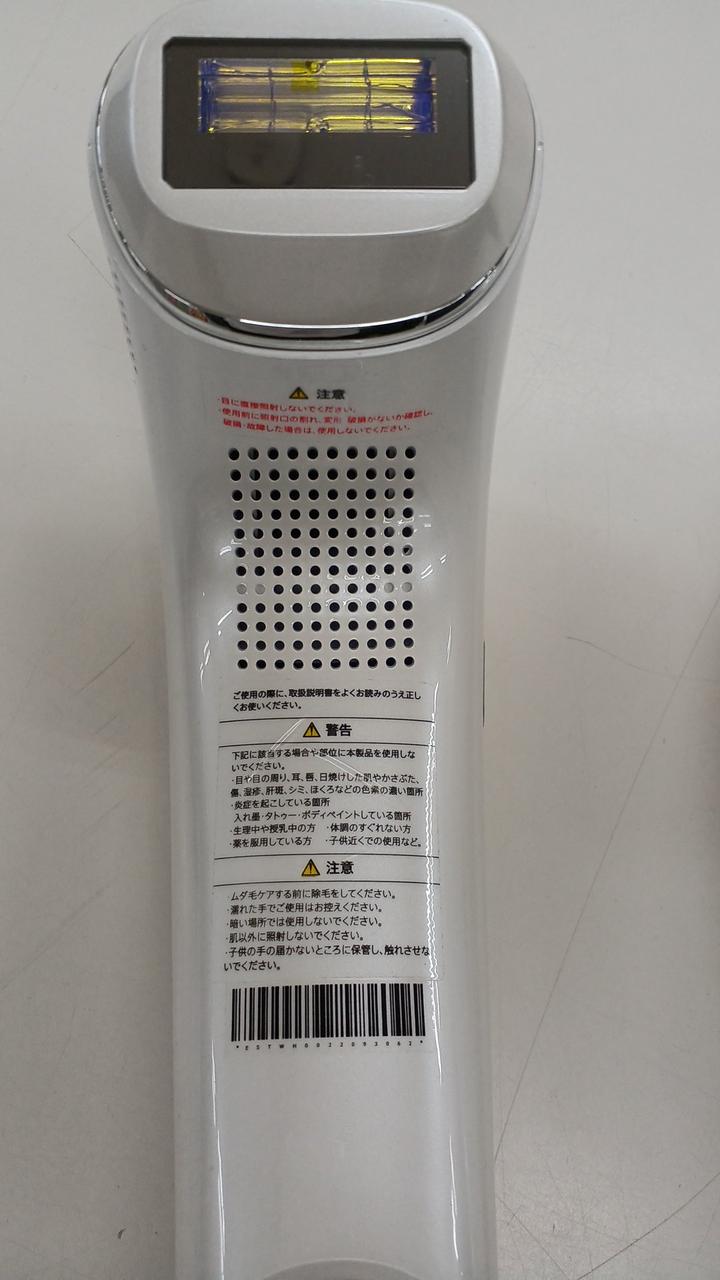 注意
・目に直接照射しないでください。
・使用前に照射口の割れ、変形 破損がないか確認し、
破損・故障した場合は、使用しないでください。
ご使用の際に、取扱説明書をよくお読みのうえ正し
くお使いください。
警告
下記に該当する場合や部位に本製品を使用しな
いでください。
・目や目の周り、耳、唇、日焼けした肌やかさぶた、
傷、湿疹、肝斑、シミ、ほくろなどの色素の濃い箇所
・炎症を起こしている箇所
入れ墨・タトゥー・ボディペイントしている箇所
・生理中や授乳中の方 ・体調のすぐれない方
・薬を服用している方 ・子供近くでの使用など。
注意
・ムダ毛ケアする前に除毛をしてください。
・濡れた手でご使用はお控えください。
・暗い場所では使用しないでください。
・肌以外に照射しないでください。
・子供の手の届かないところに保管し、触れさせな
いでください。
*ESTWH0022093062*